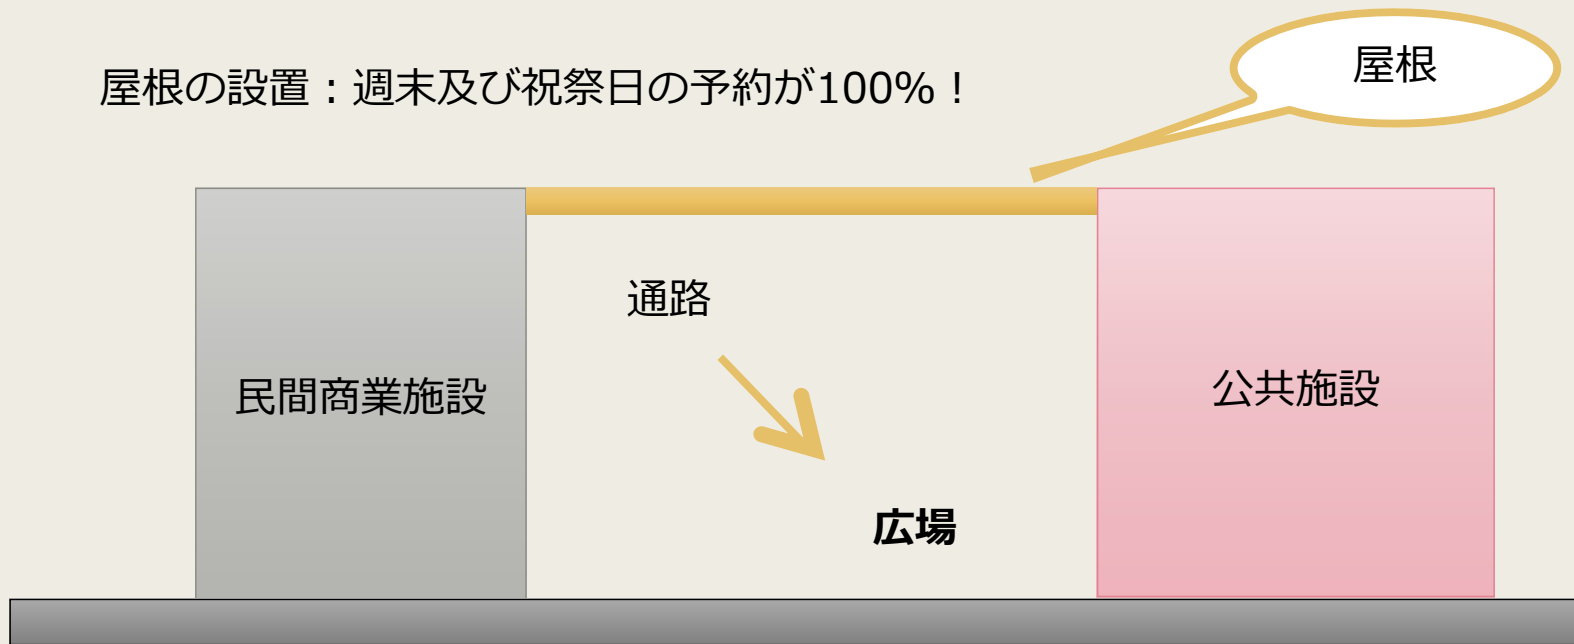 屋根
屋根の設置：週末及び祝祭日の予約が100%！
通路
民間商業施設
公共施設
広場